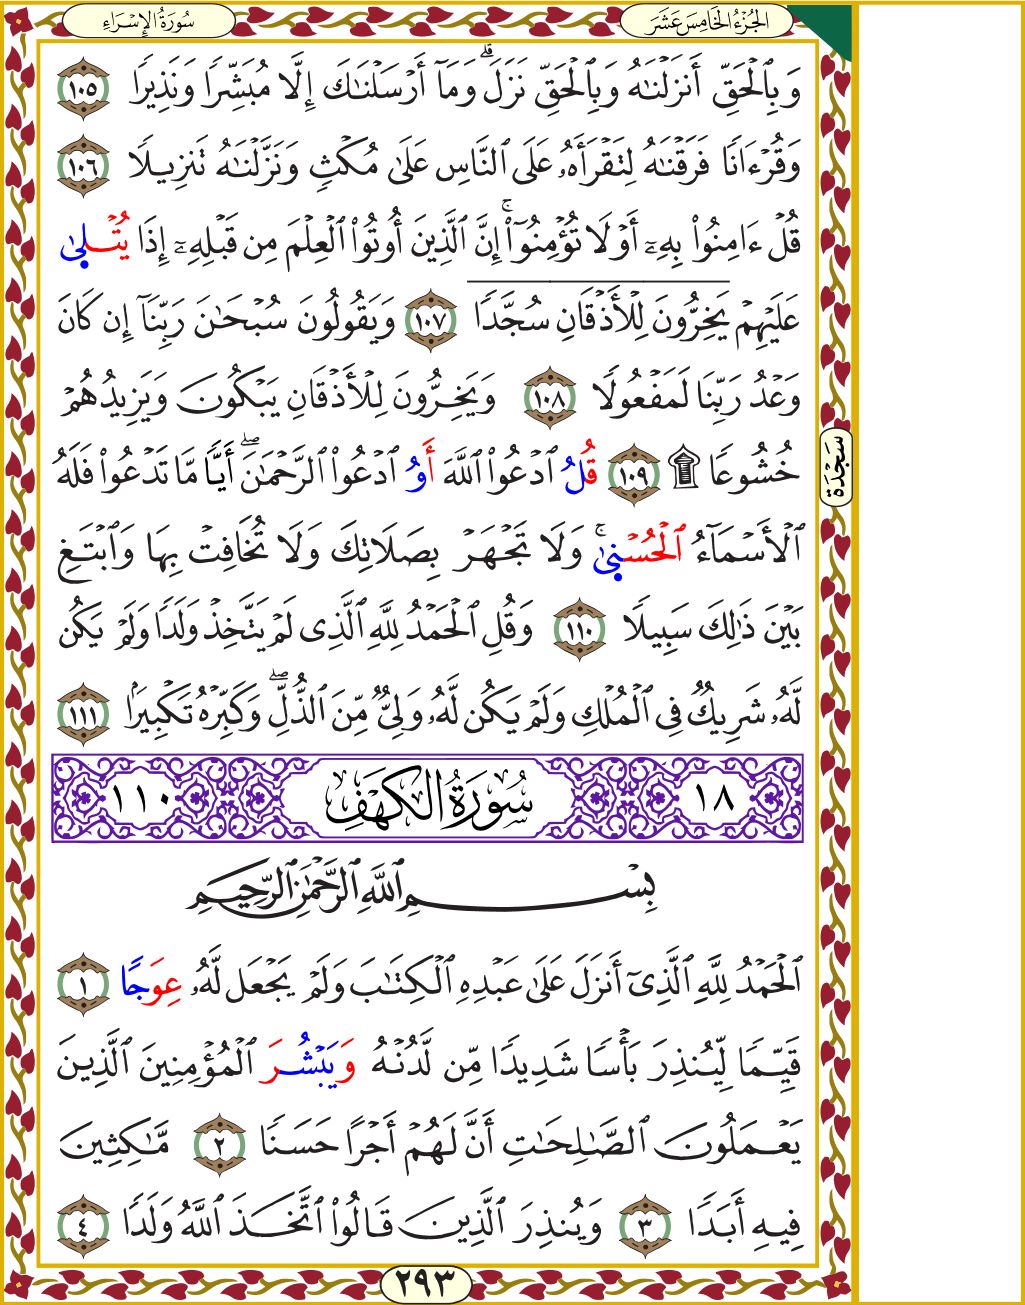 الجُزْءُ الخَامِسَ عَشَرَ
سُورَةُ الإِسْرَاءِ
وَبِٱلْحَقِّ أَنزَلْنَـٰهُ وَبِٱلْحَقِّ نَزَلَ ۗ وَمَآ أَرْسَلْنَـٰكَ إِلَّا مُبَشِّرًا وَنَذِيرًا ١٠٥
وَقُرْءَانًا فَرَقْنَـٰهُ لِتَقْرَأَهُۥ عَلَى ٱلنَّاسِ عَلَىٰ مُكْثٍ وَنَزَّلْنَـٰهُ تَنزِيلًا ١٠٦
قُلْ ءَامِنُوا۟ بِهِۦٓ أَوْ لَا تُؤْمِنُوٓا۟ ۚ إِنَّ ٱلَّذِينَ أُوتُوا۟ ٱلْعِلْمَ مِن قَبْلِهِۦٓ إِذَا يُتْلَىٰ
عَلَيْهِمْ يَخِرُّونَ لِلْأَذْقَانِ سُجَّدًا ١٠٧ وَيَقُولُونَ سُبْحَـٰنَ رَبِّنَآ إِن كَانَ
وَعْدُ رَبِّنَا لَمَفْعُولًا ١٠٨ وَيَخِرُّونَ لِلْأَذْقَانِ يَبْكُونَ وَيَزِيدُهُمْ
خُشُوعًا ۩ ١٠٩ قُلُ ٱدْعُوا۟ ٱللَّهَ أَوُ ٱدْعُوا۟ ٱلرَّحْمَـٰنَ ۖ أَيًّا مَّا تَدْعُوا۟ فَلَهُ
ٱلْأَسْمَآءُ ٱلْحُسْنَىٰ ۚ وَلَا تَجْهَرْ بِصَلَاتِكَ وَلَا تُخَافِتْ بِهَا وَٱبْتَغِ
بَيْنَ ذَٰلِكَ سَبِيلًا ١١٠ وَقُلِ ٱلْحَمْدُ لِلَّهِ ٱلَّذِى لَمْ يَتَّخِذْ وَلَدًا وَلَمْ يَكُن
لَّهُۥ شَرِيكٌ فِى ٱلْمُلْكِ وَلَمْ يَكُن لَّهُۥ وَلِىٌّ مِّنَ ٱلذُّلِّ ۖ وَكَبِّرْهُ تَكْبِيرًۢا ١١١
سَجْدَة
١٨ سُورَةُ الكَهْفِ ١١٠
بِسْمِ ٱللَّهِ ٱلرَّحْمَـٰنِ ٱلرَّحِيمِ
ٱلْحَمْدُ لِلَّهِ ٱلَّذِىٓ أَنزَلَ عَلَىٰ عَبْدِهِ ٱلْكِتَـٰبَ وَلَمْ يَجْعَل لَّهُۥ عِوَجًا ١
قَيِّمًا لِّيُنذِرَ بَأْسًا شَدِيدًا مِّن لَّدُنْهُ وَيَبْشُرَ ٱلْمُؤْمِنِينَ ٱلَّذِينَ
يَعْمَلُونَ ٱلصَّـٰلِحَـٰتِ أَنَّ لَهُمْ أَجْرًا حَسَنًا ٢ مَّـٰكِثِينَ
فِيهِ أَبَدًا ٣ وَيُنذِرَ ٱلَّذِينَ قَالُوا۟ ٱتَّخَذَ ٱللَّهُ وَلَدًا ٤
٢٩٣